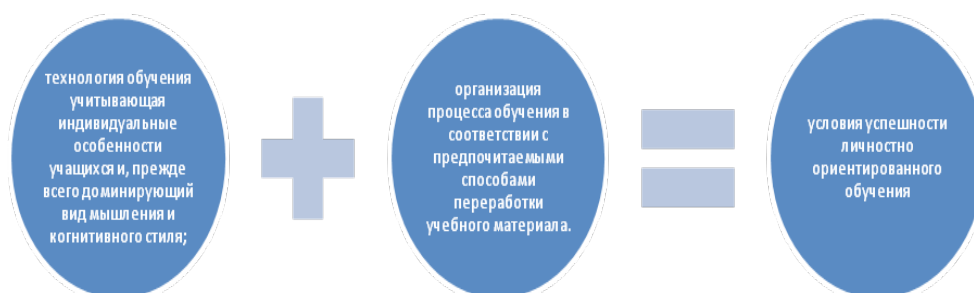 технология обучения
учитывающая
индивидуальные
особенности
учащихся и, прежде
всего доминирующий
вид мышления и
когнитивного стиля;
организация
процесса обучения в
соответствии с
предпочитаемыми
способами
переработки
учебного материала.
условия успешности
личностно
ориентированного
обучения